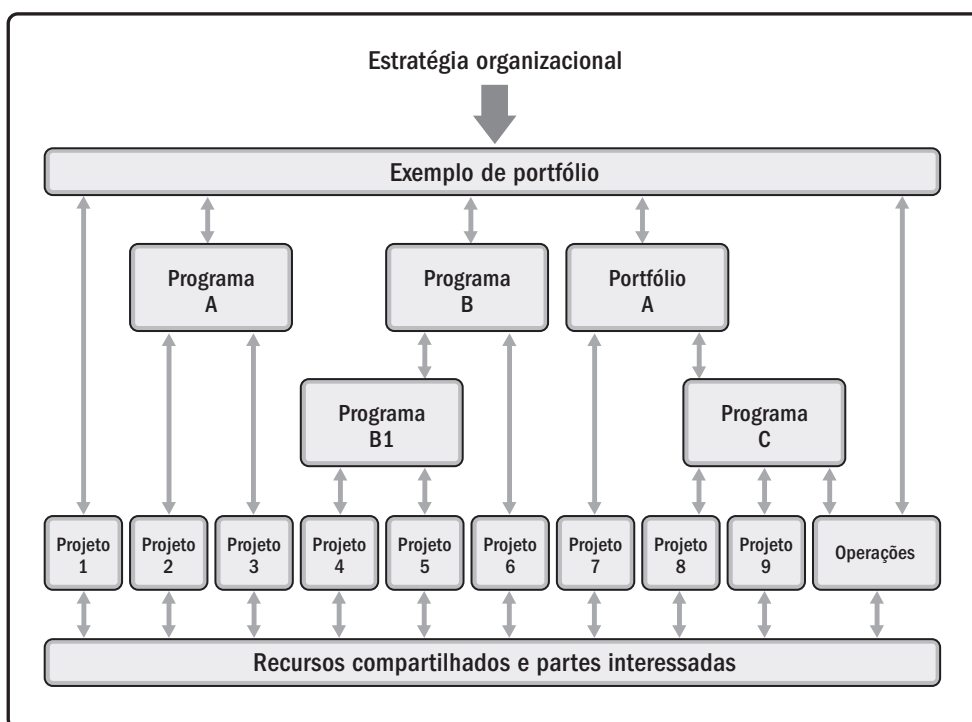 Estratégia organizacional
Exemplo de portfólio
Programa
A
Programa
B
Portfólio
A
Programa
B1
Programa
C
Projeto
1
Projeto
2
Projeto
3
Projeto
4
Projeto
5
Projeto
6
Projeto
7
Projeto
8
Projeto
9
Operações
Recursos compartilhados e partes interessadas